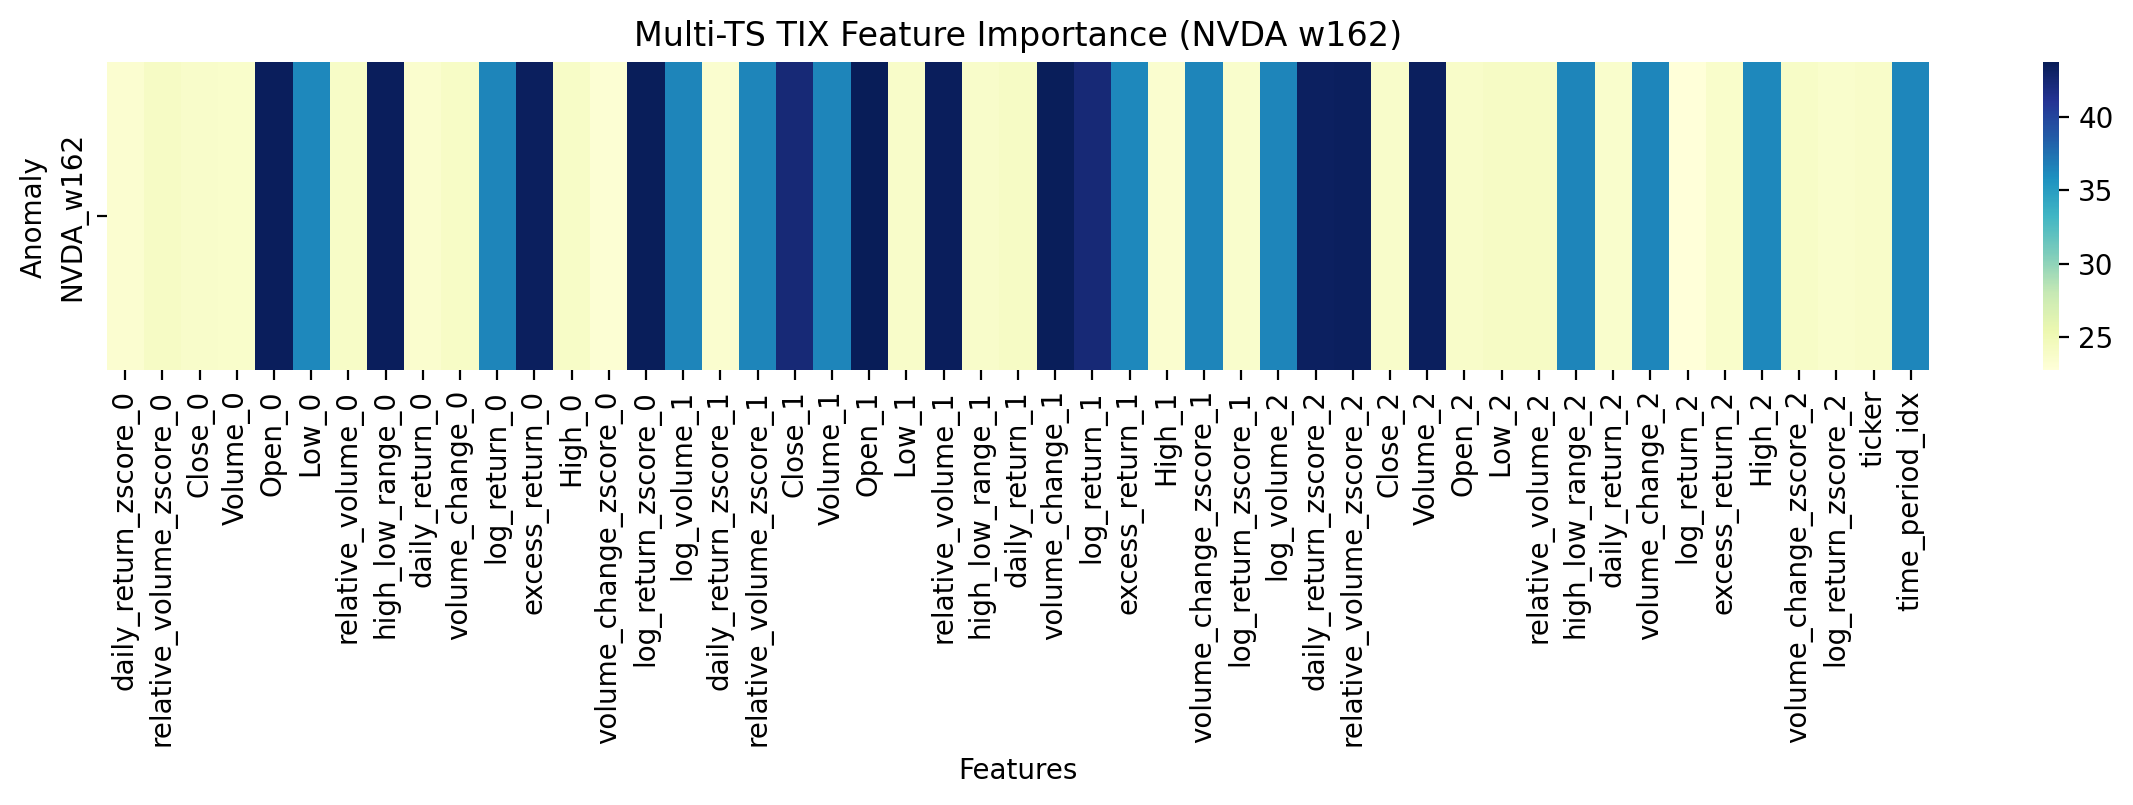 Multi-TS TIX Feature Importance (NVDA w162)
Anomaly
NVDA_w162
40
35
30
25
daily_return_zscore_0
relative_volume_zscore_0
Close_0
Volume_0
Open_0
Low_0
relative_volume_0
high_low_range_0
daily_return_0
volume_change_0
log_return_0
excess_return_0
High_0
volume_change_zscore_0
log_return_zscore_0
log_volume_1
daily_return_zscore_1
relative_volume_zscore_1
Close_1
Volume_1
Open_1
Low_1
relative_volume_1
high_low_range_1
daily_return_1
volume_change_1
log_return_1
excess_return_1
High_1
volume_change_zscore_1
log_return_zscore_1
log_volume_2
daily_return_zscore_2
relative_volume_zscore_2
Close_2
Volume_2
Open_2
Low_2
relative_volume_2
high_low_range_2
daily_return_2
volume_change_2
log_return_2
excess_return_2
High_2
volume_change_zscore_2
log_return_zscore_2
ticker
time_period_idx
Features